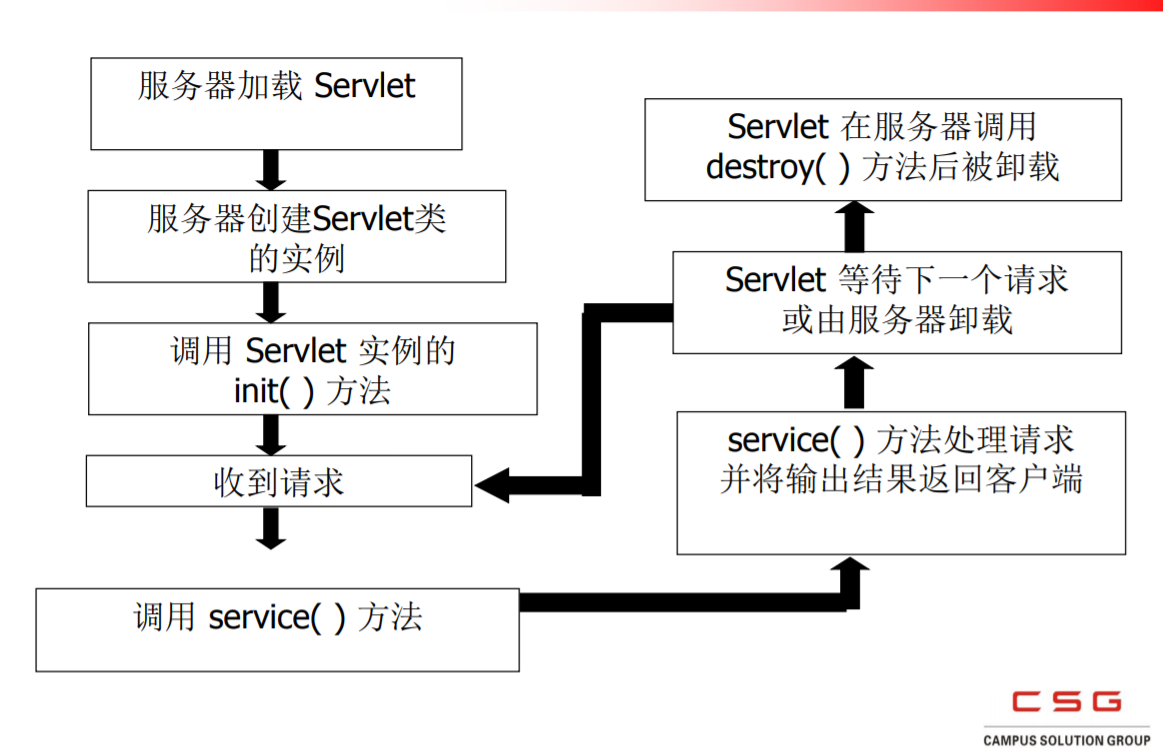 服务器加载 Servlet
服务器创建Servlet类
的实例
调用 Servlet 实例的
init( ) 方法
收到请求
调用 service( ) 方法
Servlet 在服务器调用
destroy( ) 方法后被卸载
Servlet 等待下一个请求
或由服务器卸载
service( ) 方法处理请求
并将输出结果返回客户端
CSG
CAMPUS SOLUTION GROUP